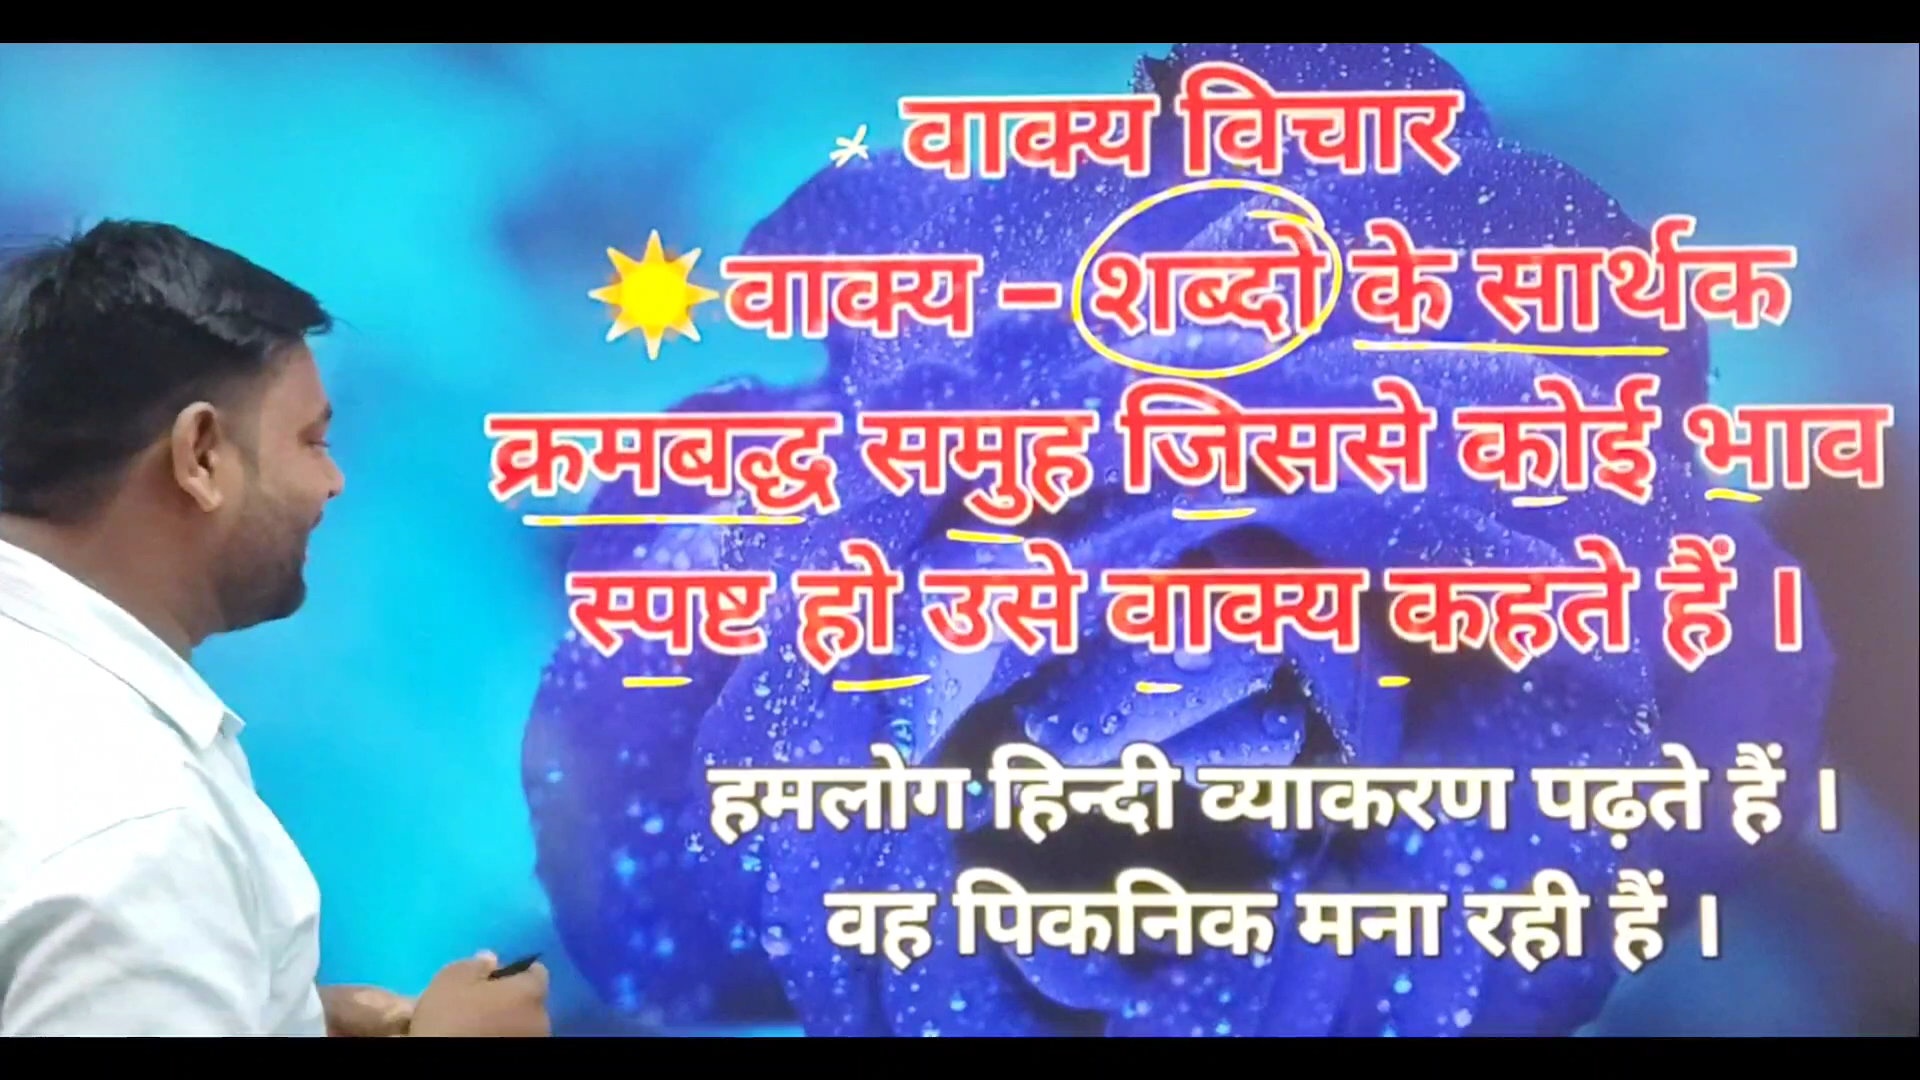 वाक्य विचार
वाक्य – शब्दो के सार्थक
क्रमबद्ध समुह जिससे कोई भाव
स्पष्ट हो उसे वाक्य कहते हैं ।
हमलोग हिन्दी व्याकरण पढ़ते हैं ।
वह पिकनिक मना रही हैं ।